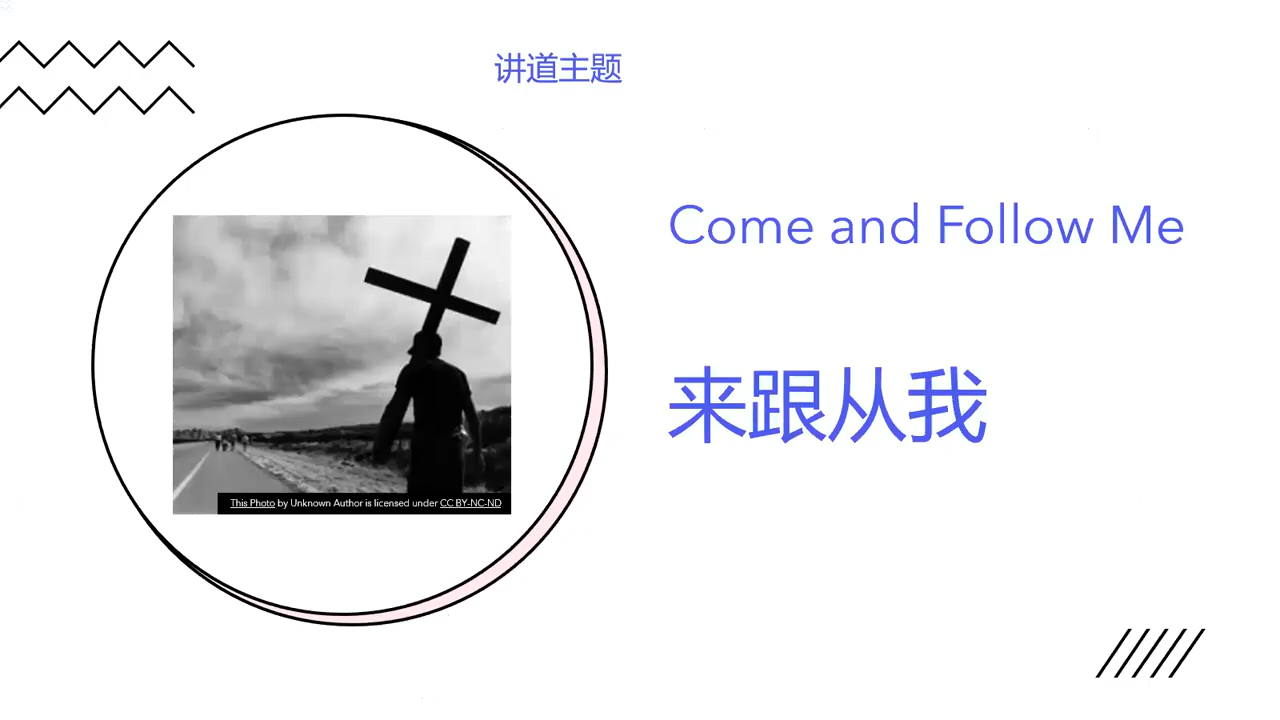 讲道主题
Come and Follow Me
来跟从我
This Photo by Unknown Author is licensed under CC BY-NC-ND